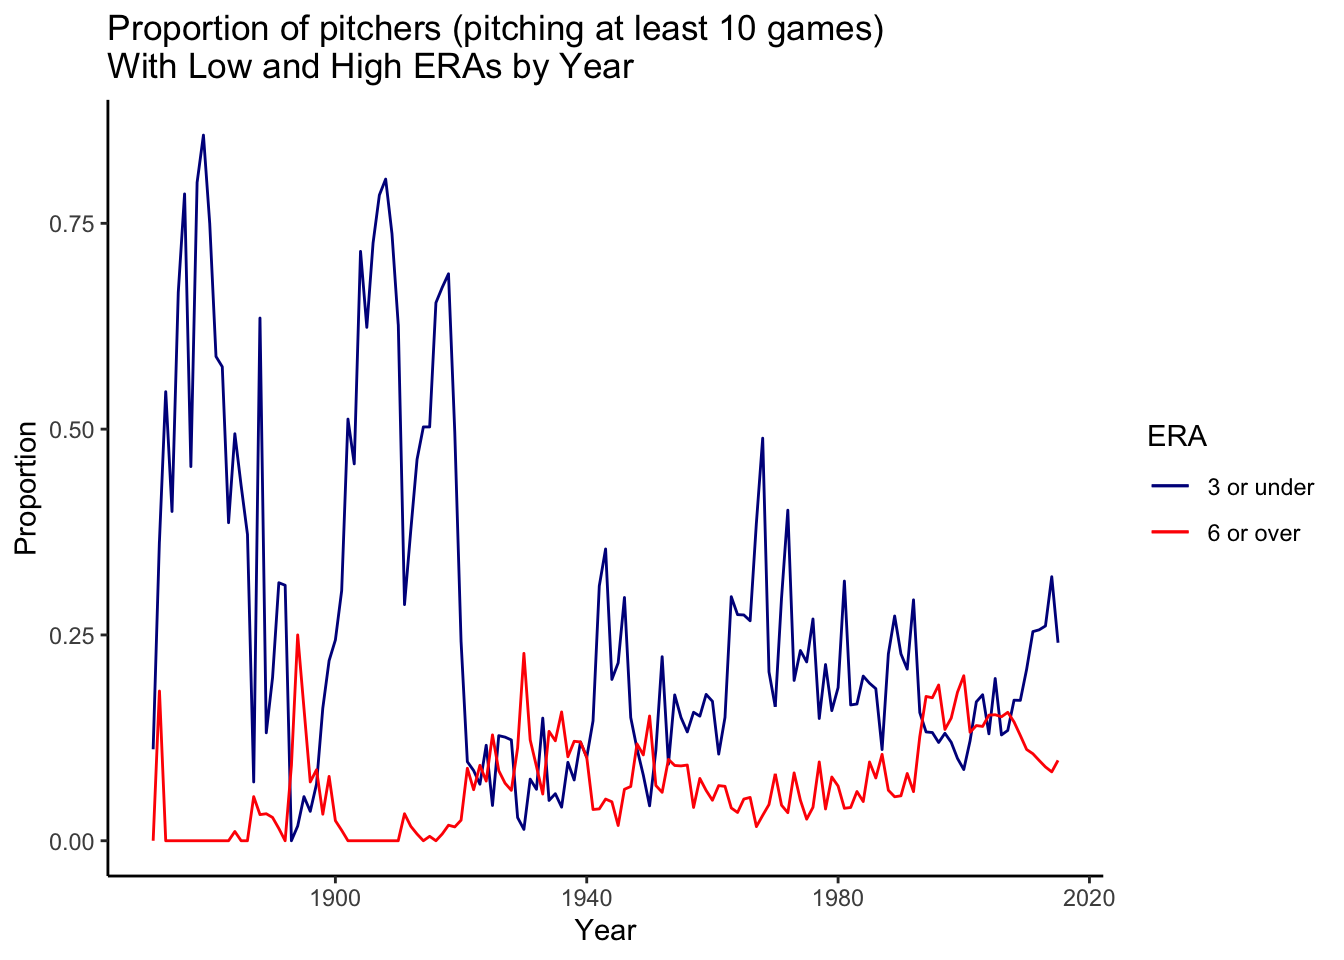 Proportion of pitchers (pitching at least 10 games)
With Low and High ERAs by Year
0.75
0.50
0.25
0.00
Proportion
1900
1940
1980
2020
Year
ERA
3 or under
6 or over